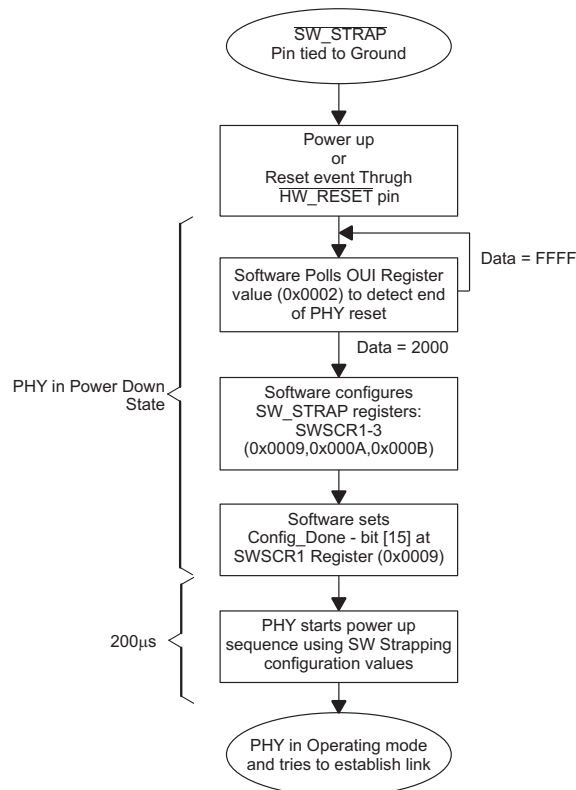 SW_STRAP
Pin tied to Ground
Power up
or
Reset event Thrugh
HW_RESET pin
Data = FFFF
Software Polls OUI Register
value (0x0002) to detect end
of PHY reset
Data = 2000
PHY in Power Down
State
Software configures
SW_STRAP registers:
SWSCR1-3
(0x0009,0x000A,0x000B)
Software sets
Config_Done - bit [15] at
SWSCR1 Register (0x0009)
200μs
PHY starts power up
sequence using SW Strapping
configuration values
PHY in Operating mode
and tries to establish link